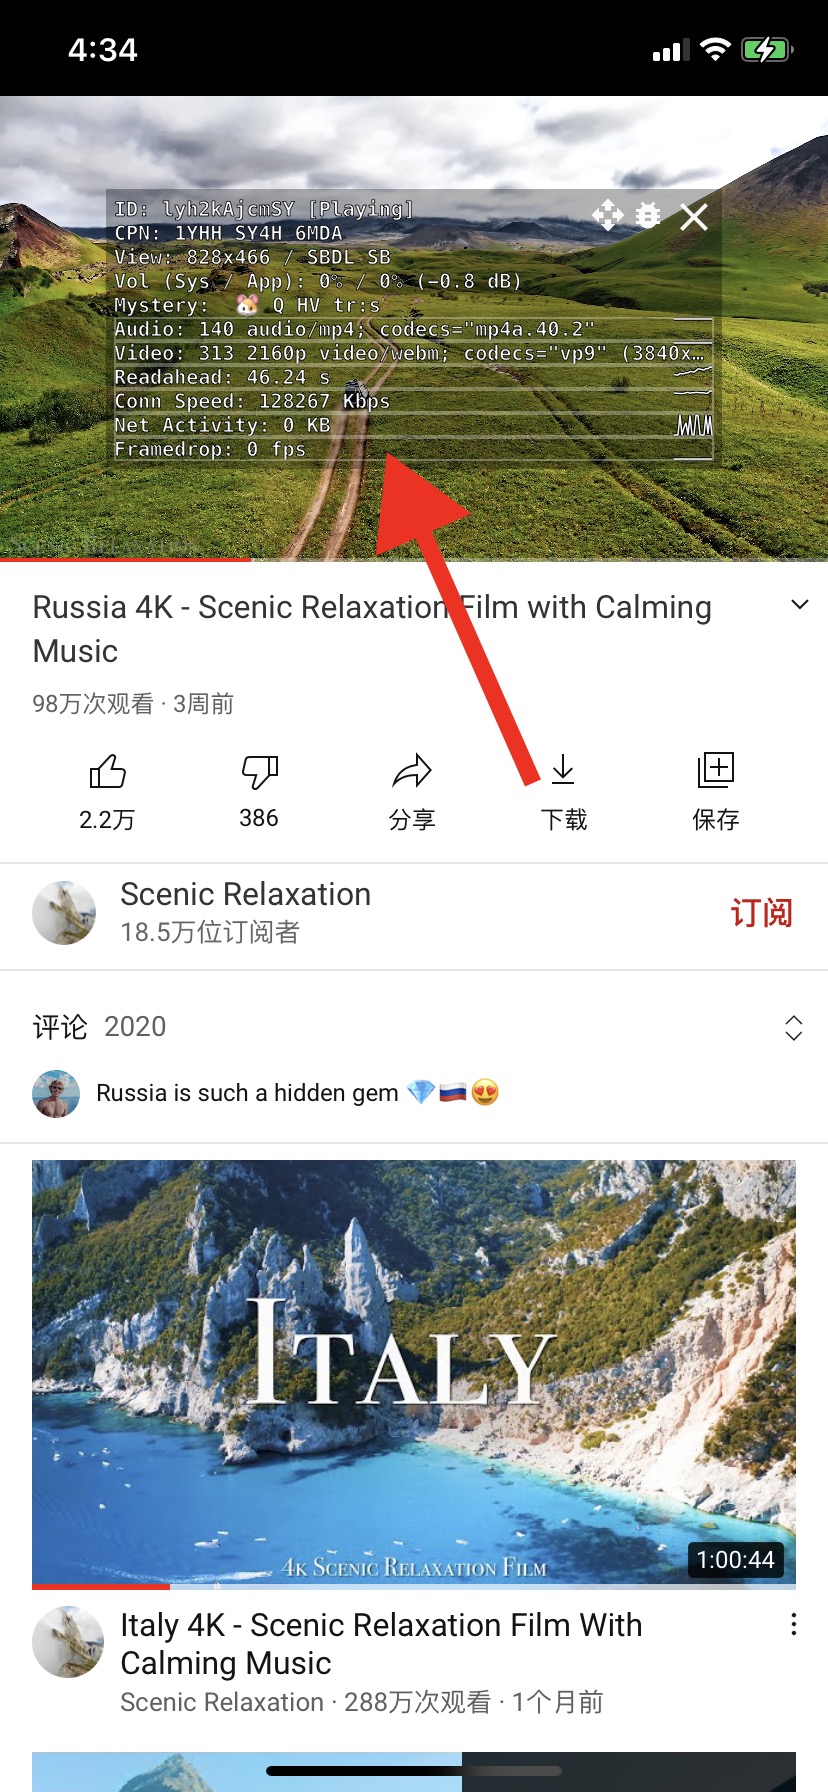 4:34
ID: lyh2kAjcmSY [Playing]
CPN: 1YHH SY4H 6MDA
View: 828x466 / SBDL SB
Vol (Sys / App): 0% / 0% (-0.8 dB)
Mystery: 🐹 Q HV tr:s
Audio: 140 audio/mp4; codecs="mp4a.40.2"
Video: 313 2160p video/webm; codecs="vp9" (3840x…
Readahead: 46.24 s
Conn Speed: 128267 Kbps
Net Activity: 0 KB
Framedrop: 0 fps
Russia 4K - Scenic Relaxation Film with Calming
Music
98万次观看 · 3周前
2.2万
386
分享
下载
保存
Scenic Relaxation
18.5万位订阅者
订阅
评论 2020
Russia is such a hidden gem 💎🇷🇺😍
ITALY
4K SCENIC RELAXATION FILM
1:00:44
Italy 4K - Scenic Relaxation Film With
Calming Music
Scenic Relaxation · 288万次观看 · 1个月前